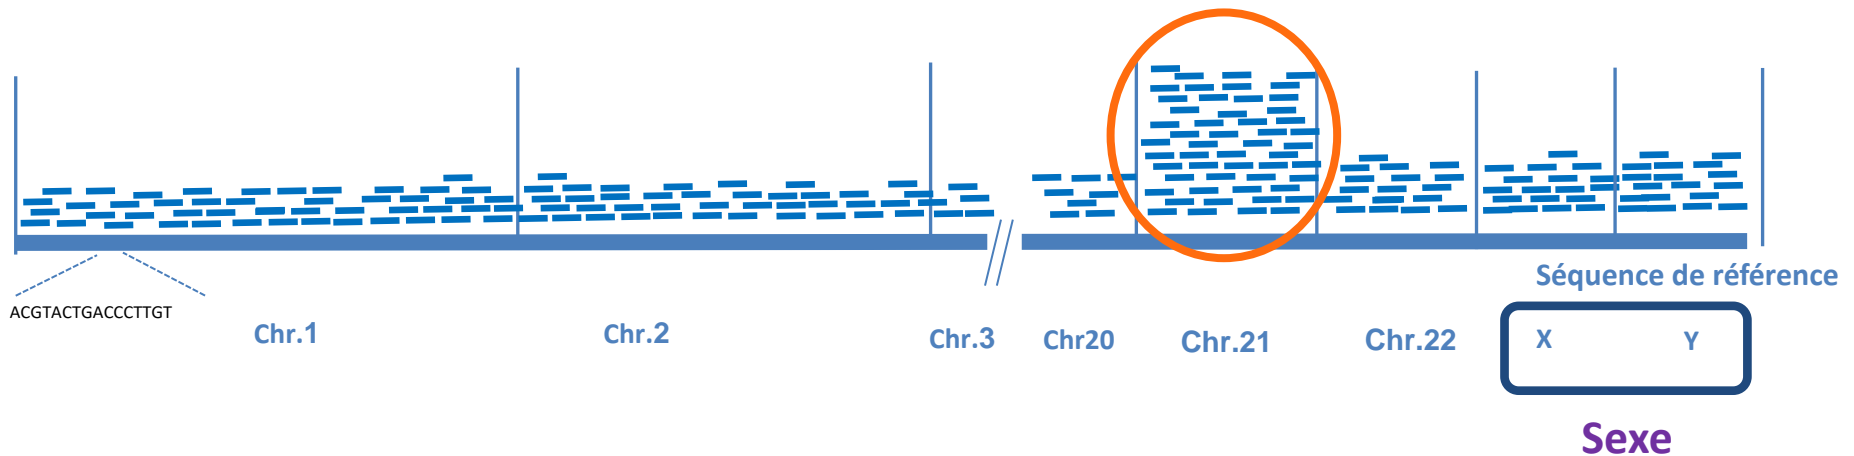 Séquence de référence
ACGTACTGACCCTTGT
Chr.1
Chr.2
Chr.3
Chr20
Chr.21
Chr.22
X
Y
Sexe